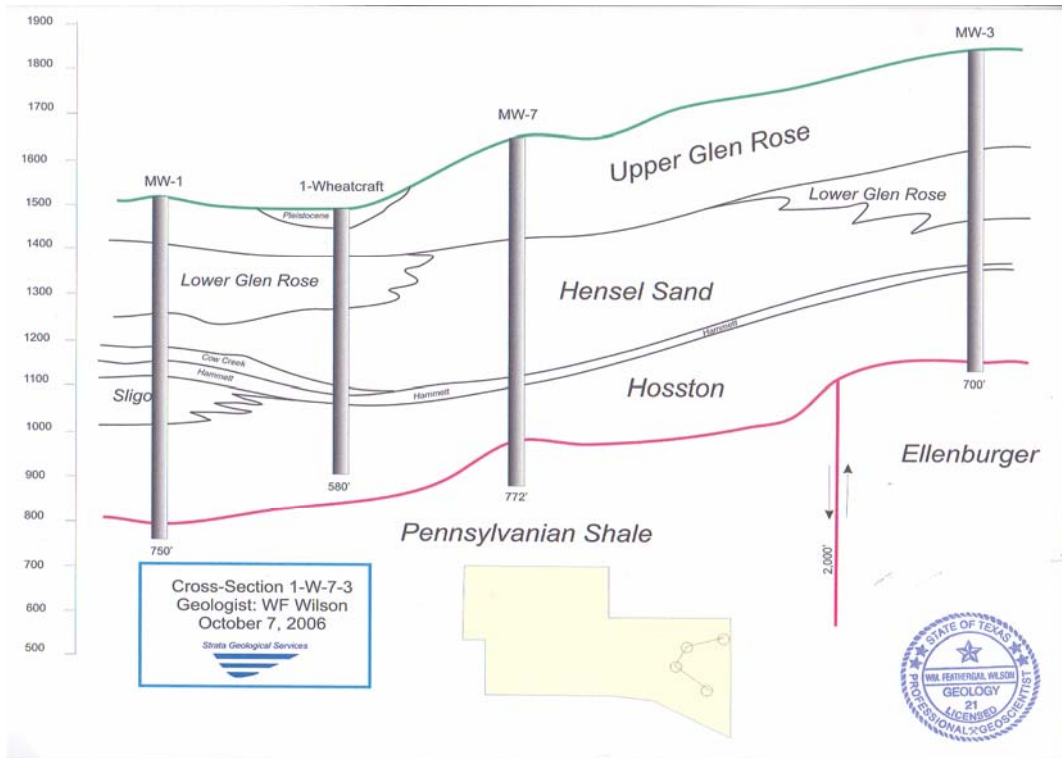 1900
1800
1700
1600
1500
1400
1300
1200
1100
1000
900
800
700
600
500
MW-1
1-Wheatcraft
MW-7
MW-3
Pleistocene
Upper Glen Rose
Lower Glen Rose
Lower Glen Rose
Hensel Sand
Cow Creek
Hammett
Hammett
Hammett
Sligo
Hosston
Ellenburger
Pennsylvanian Shale
750'
580'
772'
700'
2,000'
Cross-Section 1-W-7-3
Geologist: WF Wilson
October 7, 2006
Strata Geological Services
STATE OF TEXAS
WM. FEATHERGAIL WILSON
GEOLOGY
21
LICENSED
PROFESSIONAL GEOSCIENTIST